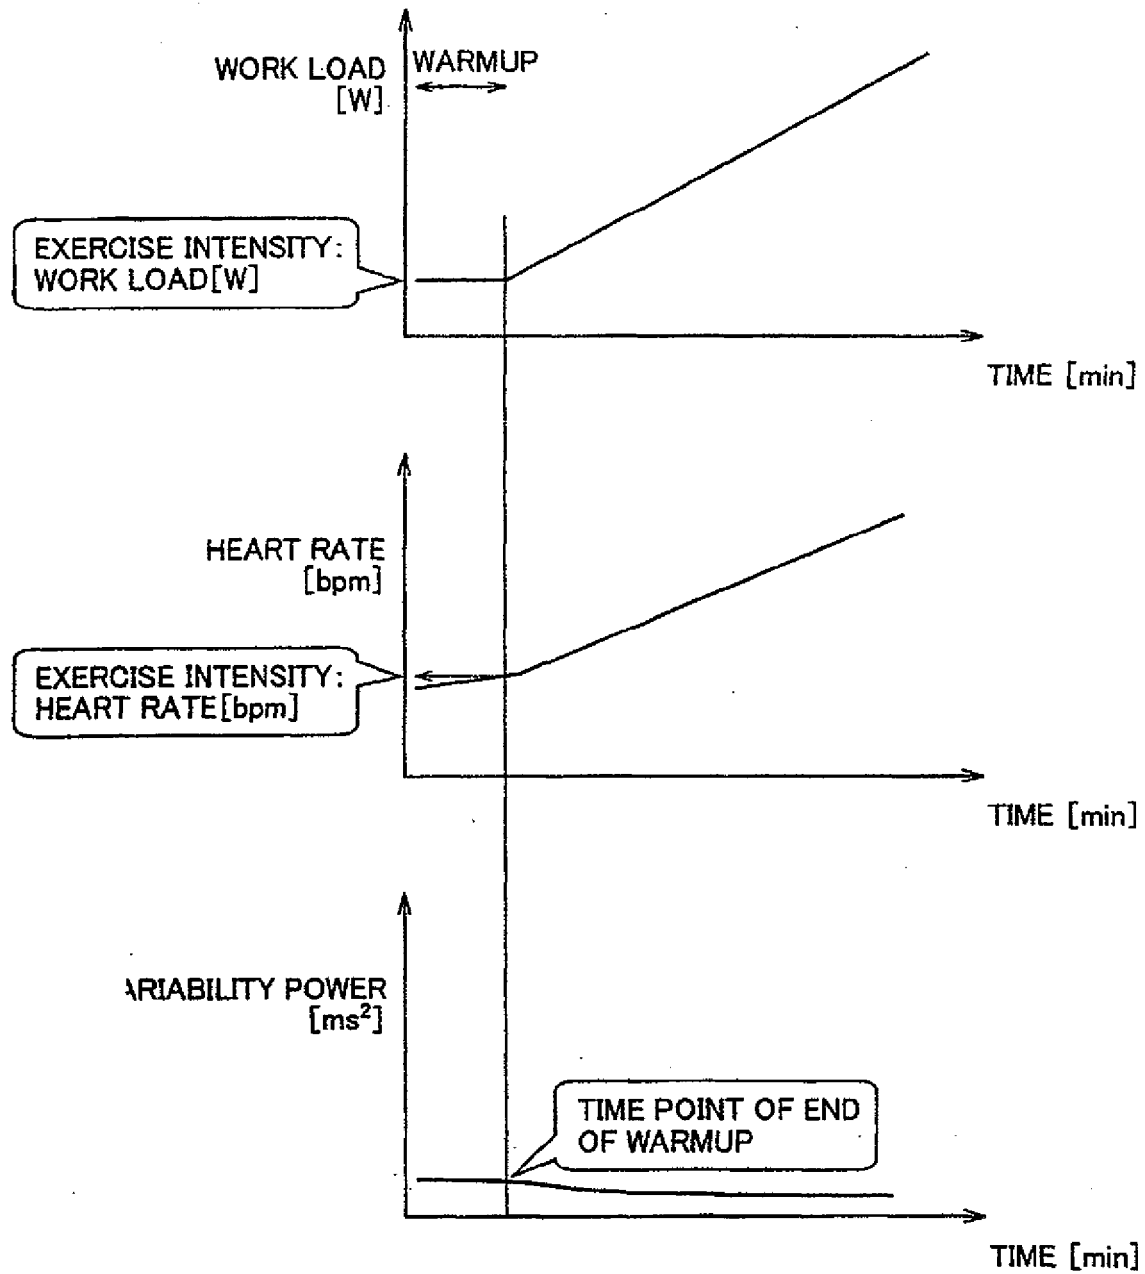 WORK LOAD
[W]
WARMUP
EXERCISE INTENSITY:
WORK LOAD[W]
TIME [min]
HEART RATE
[bpm]
EXERCISE INTENSITY:
HEART RATE[bpm]
TIME [min]
ARIABILITY POWER
[ms²]
TIME POINT OF END
OF WARMUP
TIME [min]